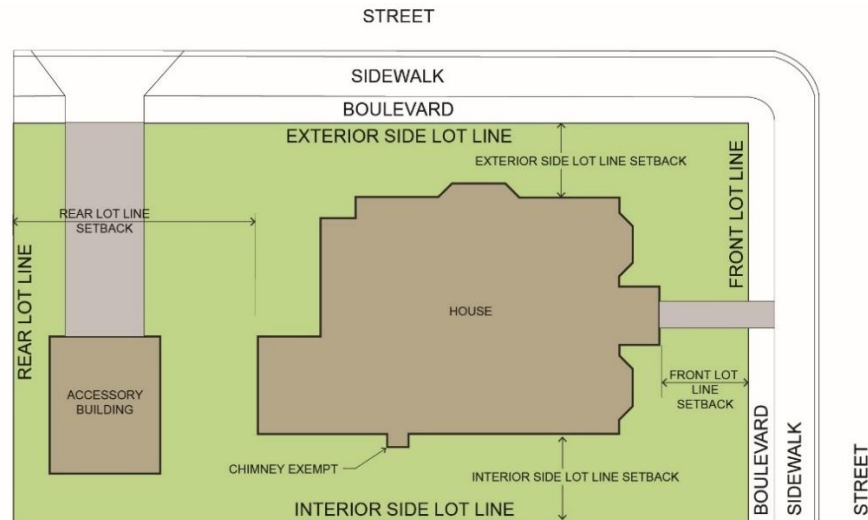 STREET
SIDEWALK
BOULEVARD
EXTERIOR SIDE LOT LINE
EXTERIOR SIDE LOT LINE SETBACK
REAR LOT LINE
SETBACK
FRONT LOT LINE
REAR LOT LINE
HOUSE
ACCESSORY
BUILDING
FRONT LOT
LINE
SETBACK
CHIMNEY EXEMPT
INTERIOR SIDE LOT LINE SETBACK
INTERIOR SIDE LOT LINE
BOULEVARD
SIDEWALK
STREET